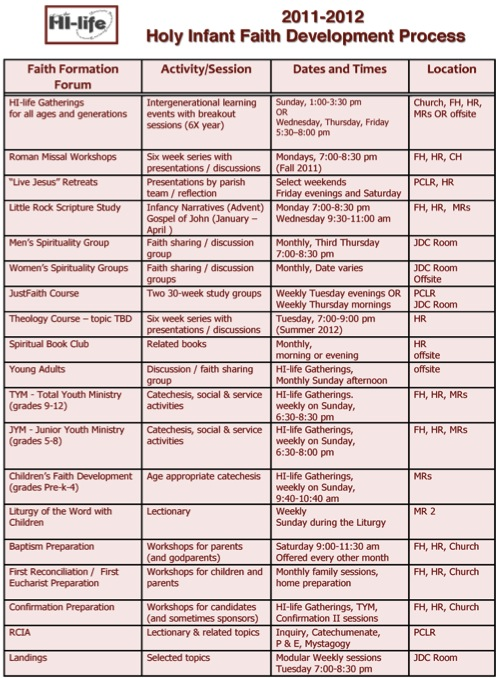 HI-life
2011-2012
Holy Infant Faith Development Process
Faith Formation Forum
Activity/Session
Dates and Times
Location
HI-life Gatherings
for all ages and generations
Intergenerational learning
events with breakout
sessions (6X year)
Sunday, 1:00-3:30 pm
OR
Wednesday, Thursday, Friday
5:30–8:00 pm
Church, FH, HR,
MRs OR offsite
Roman Missal Workshops
Six week series with
presentations / discussions
Mondays, 7:00-8:30 pm
(Fall 2011)
FH, HR, CH
"Live Jesus" Retreats
Presentations by parish
team / reflection
Select weekends
Friday evenings and Saturday
PCLR, HR
Little Rock Scripture Study
Infancy Narratives (Advent)
Gospel of John (January –
April )
Monday 7:00-8:30 pm
Wednesday 9:30-11:00 am
FH, HR, MRs
Men's Spirituality Group
Faith sharing / discussion
group
Monthly, Third Thursday
7:00-8:30 pm
JDC Room
Women's Spirituality Groups
Faith sharing / discussion
groups
Monthly, Date varies
JDC Room
Offsite
JustFaith Course
Two 30-week study groups
Weekly Tuesday evenings OR
Weekly Thursday mornings
PCLR
JDC Room
Theology Course – topic TBD
Six week series with
presentations / discussions
Tuesday, 7:00-9:00 pm
(Summer 2012)
HR
Spiritual Book Club
Related books
Monthly,
morning or evening
HR
offsite
Young Adults
Discussion / faith sharing
group
HI-life Gatherings,
Monthly Sunday afternoon
offsite
TYM - Total Youth Ministry
(grades 9-12)
Catechesis, social & service
activities
HI-life Gatherings.
weekly on Sunday,
6:30-8:30 pm
FH, HR, MRs
JYM - Junior Youth Ministry
(grades 5-8)
Catechesis, social & service
activities
HI-life Gatherings,
weekly on Sunday,
6:30-8:00 pm
FH, HR, MRs
Children's Faith Development
(grades Pre-k-4)
Age appropriate catechesis
HI-life Gatherings,
weekly on Sunday,
9:40-10:40 am
MRs
Liturgy of the Word with
Children
Lectionary
Weekly
Sunday during the Liturgy
MR 2
Baptism Preparation
Workshops for parents
(and godparents)
Saturday 9:00-11:30 am
Offered every other month
FH, HR, Church
First Reconciliation / First
Eucharist Preparation
Workshops for children and
parents
Monthly family sessions,
home preparation
FH, HR, Church
Confirmation Preparation
Workshops for candidates
(and sometimes sponsors)
HI-life Gatherings, TYM,
Confirmation II sessions
FH, HR, Church
RCIA
Lectionary & related topics
Inquiry, Catechumenate,
P & E, Mystagogy
PCLR
Landings
Selected topics
Modular Weekly sessions
Tuesday 7:00-8:30 pm
JDC Room